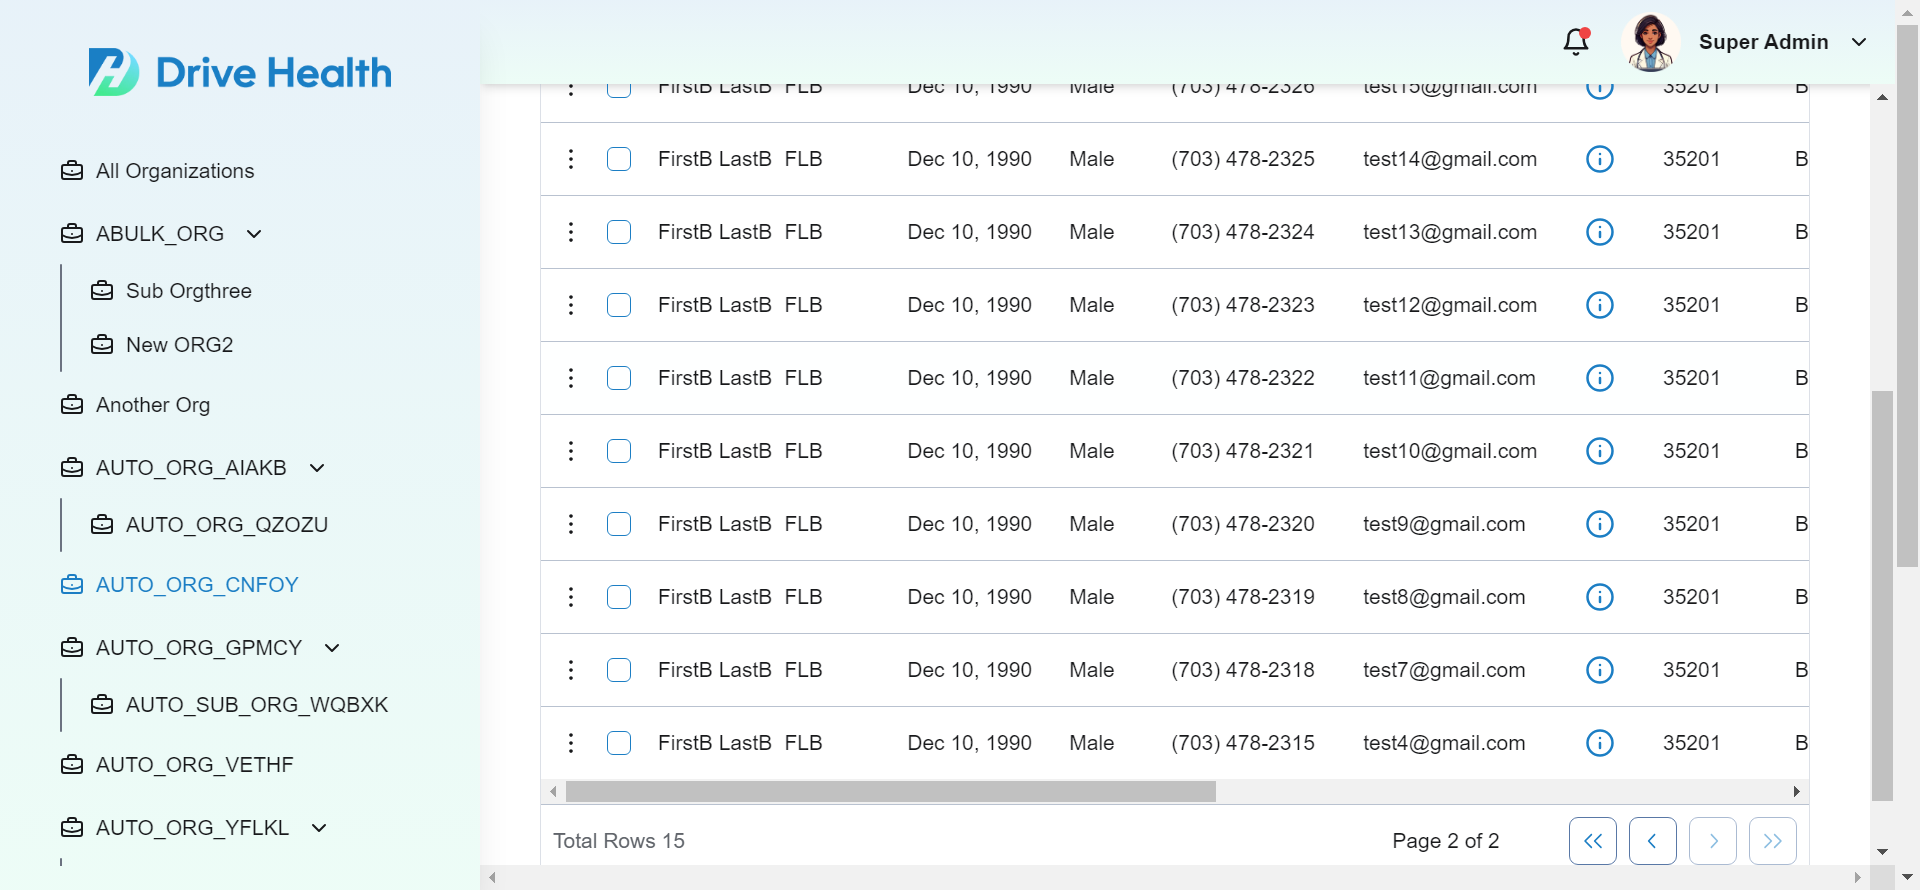 Drive Health
Super Admin
All Organizations
ABULK_ORG
Sub Orgthree
New ORG2
Another Org
AUTO_ORG_AIAKB
AUTO_ORG_QZOZU
AUTO_ORG_CNFOY
AUTO_ORG_GPMCY
AUTO_SUB_ORG_WQBXK
AUTO_ORG_VETHF
AUTO_ORG_YFLKL
FirstB LastB FLB Dec 10, 1990 Male (703) 478-2326 test15@gmail.com 35201 B
FirstB LastB FLB Dec 10, 1990 Male (703) 478-2325 test14@gmail.com 35201 B
FirstB LastB FLB Dec 10, 1990 Male (703) 478-2324 test13@gmail.com 35201 B
FirstB LastB FLB Dec 10, 1990 Male (703) 478-2323 test12@gmail.com 35201 B
FirstB LastB FLB Dec 10, 1990 Male (703) 478-2322 test11@gmail.com 35201 B
FirstB LastB FLB Dec 10, 1990 Male (703) 478-2321 test10@gmail.com 35201 B
FirstB LastB FLB Dec 10, 1990 Male (703) 478-2320 test9@gmail.com 35201 B
FirstB LastB FLB Dec 10, 1990 Male (703) 478-2319 test8@gmail.com 35201 B
FirstB LastB FLB Dec 10, 1990 Male (703) 478-2318 test7@gmail.com 35201 B
FirstB LastB FLB Dec 10, 1990 Male (703) 478-2315 test4@gmail.com 35201 B
Total Rows 15 Page 2 of 2